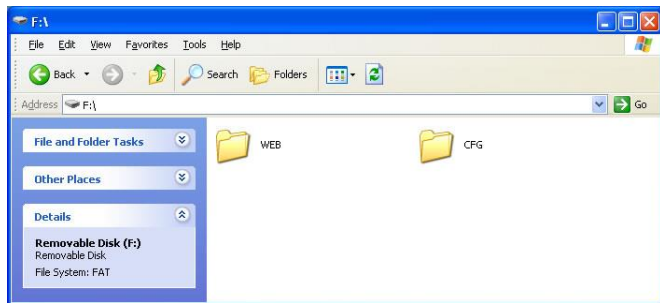 F:\
File Edit View Favorites Tools Help
Back Search Folders
Address F:\ Go
File and Folder Tasks
Other Places
Details
Removable Disk (F:)
Removable Disk
File System: FAT
WEB CFG